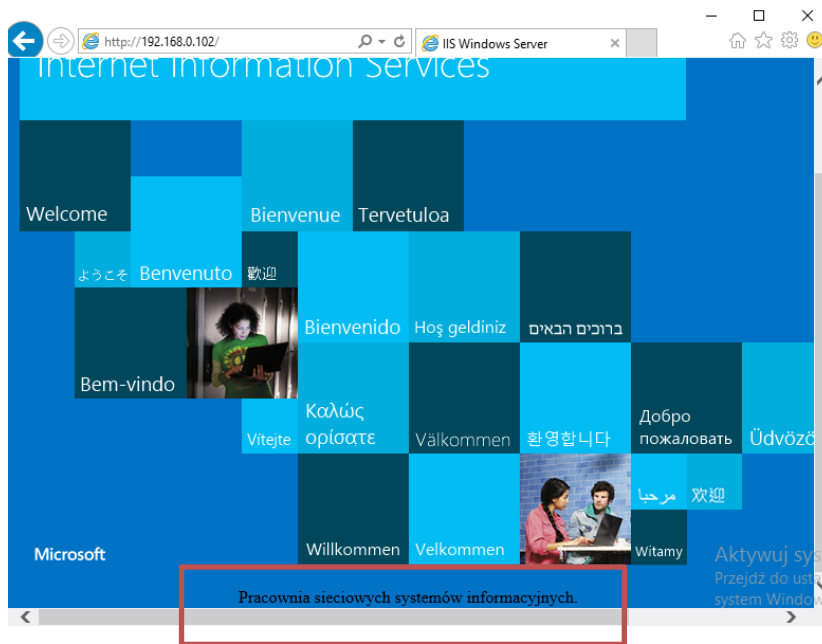 http://192.168.0.102/
IIS Windows Server
Internet Information Services
Welcome
Bienvenue
Tervetuloa
ようこそ
Benvenuto
歡迎
Bienvenido
Hoş geldiniz
ברוכים הבאים
Bem-vindo
Vítejte
Καλώς
ορίσατε
Välkommen
환영합니다
Добро
пожаловать
Üdvözö
مرحبا
欢迎
Microsoft
Willkommen
Velkommen
Witamy
Aktywuj sys
Przejdź do usta
system Window
Pracownia sieciowych systemów informacyjnych.